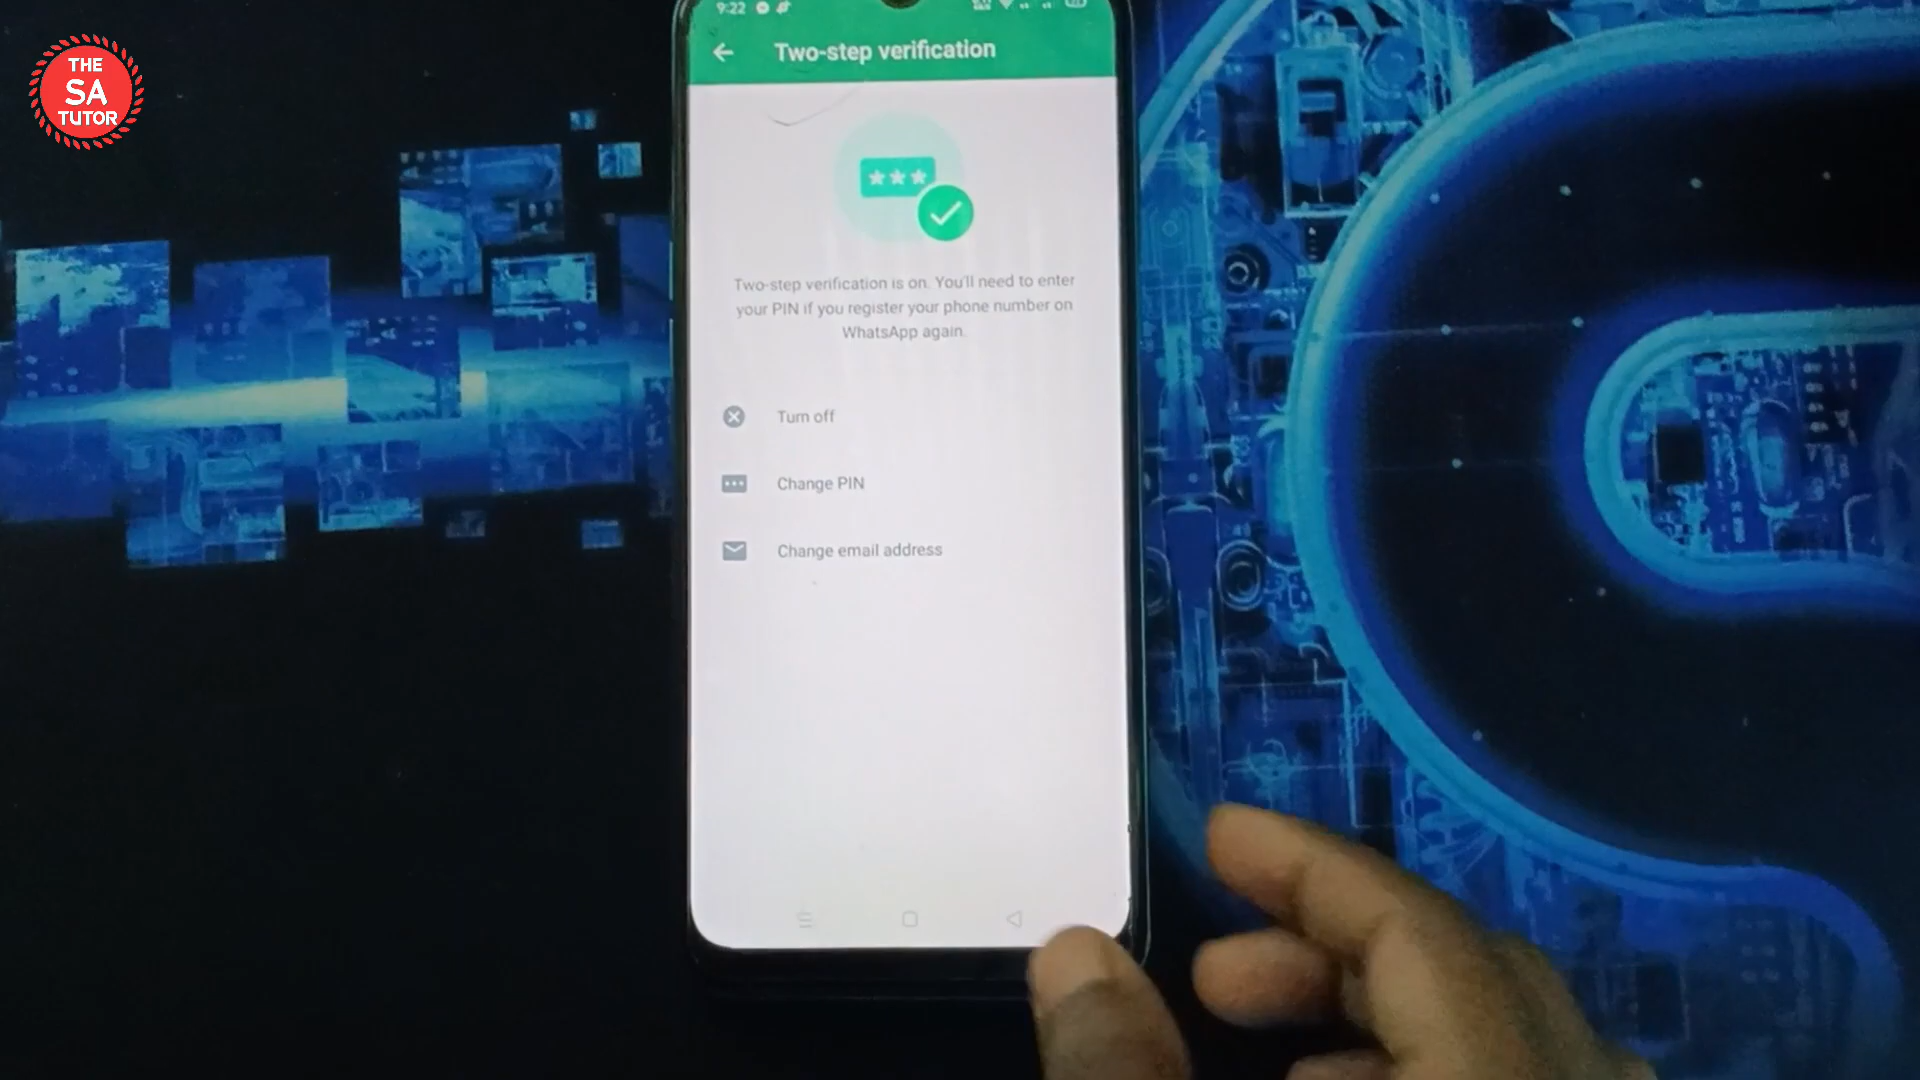 THE
SA
TUTOR
9:22
Two-step verification
Two-step verification is on. You'll need to enter
your PIN if you register your phone number on
WhatsApp again.
Turn off
Change PIN
Change email address